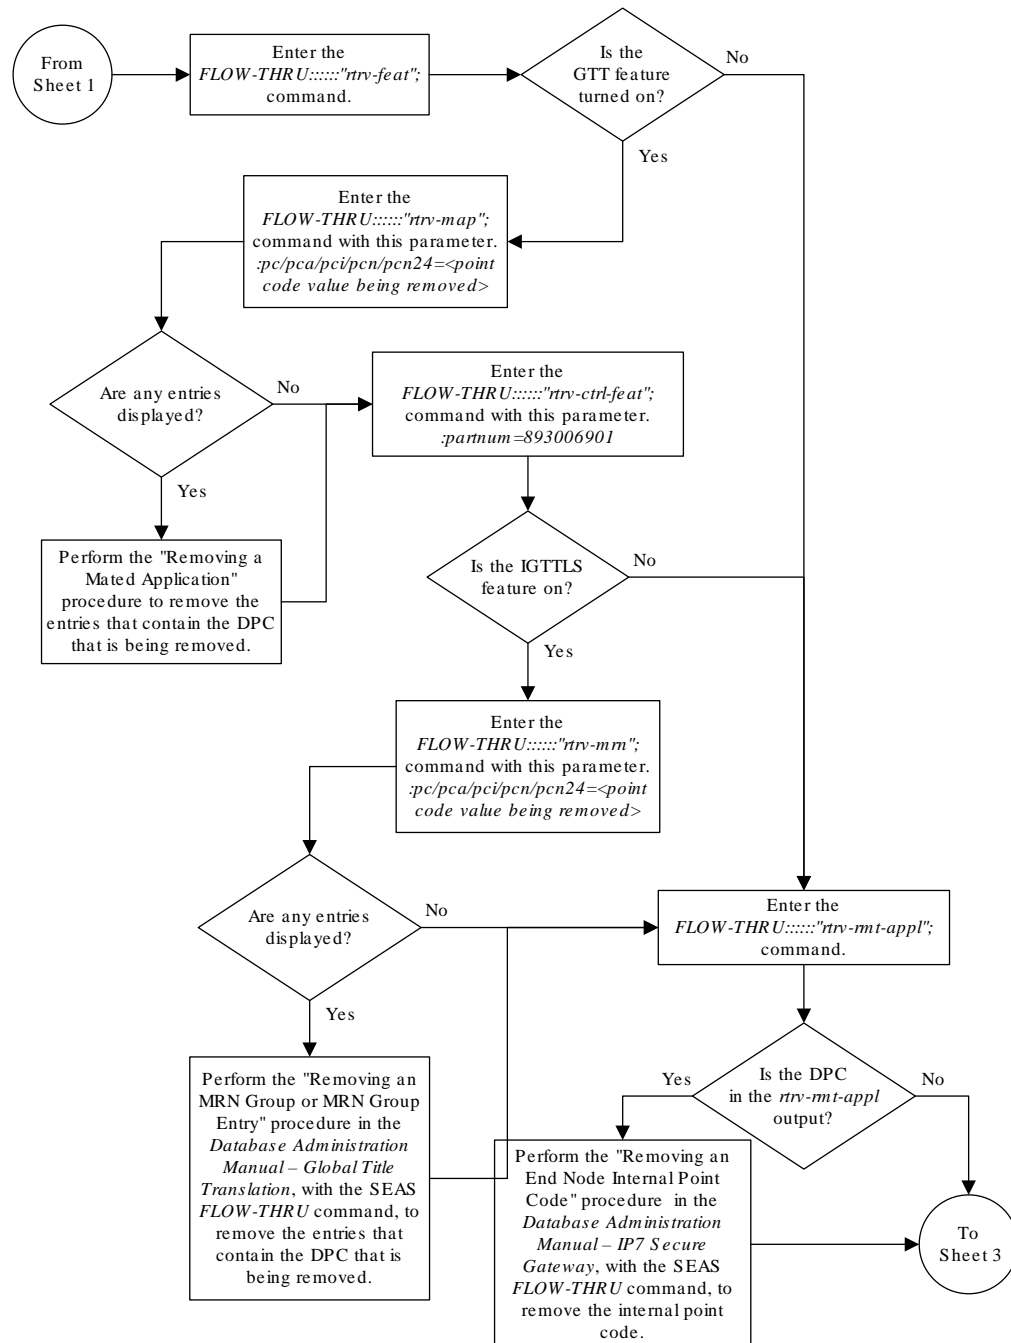 From
Sheet 1
Enter the
FLOW-THRU::::::"rtrv-feat";
command.
Is the
GTT feature
turned on?
No
Yes
Enter the
FLOW-THRU::::::"rtrv-map";
command with this parameter.
:pc/pca/pci/pcn/pcn24=<point
code value being removed>
Are any entries
displayed?
No
Yes
Enter the
FLOW-THRU::::::"rtrv-ctrl-feat";
command with this parameter.
:partnum=893006901
Perform the "Removing a
Mated Application"
procedure to remove the
entries that contain the DPC
that is being removed.
Is the IGTTLS
feature on?
No
Yes
Enter the
FLOW-THRU::::::"rtrv-mrn";
command with this parameter.
:pc/pca/pci/pcn/pcn24=<point
code value being removed>
Are any entries
displayed?
No
Yes
Enter the
FLOW-THRU::::::"rtrv-rmt-appl";
command.
Perform the "Removing an
MRN Group or MRN Group
Entry" procedure in the
Database Administration
Manual – Global Title
Translation, with the SEAS
FLOW-THRU command, to
remove the entries that
contain the DPC that is
being removed.
Is the DPC
in the rtrv-rmt-appl
output?
Yes
No
Perform the "Removing an
End Node Internal Point
Code" procedure in the
Database Administration
Manual – IP7 Secure
Gateway, with the SEAS
FLOW-THRU command, to
remove the internal point
code.
To
Sheet 3